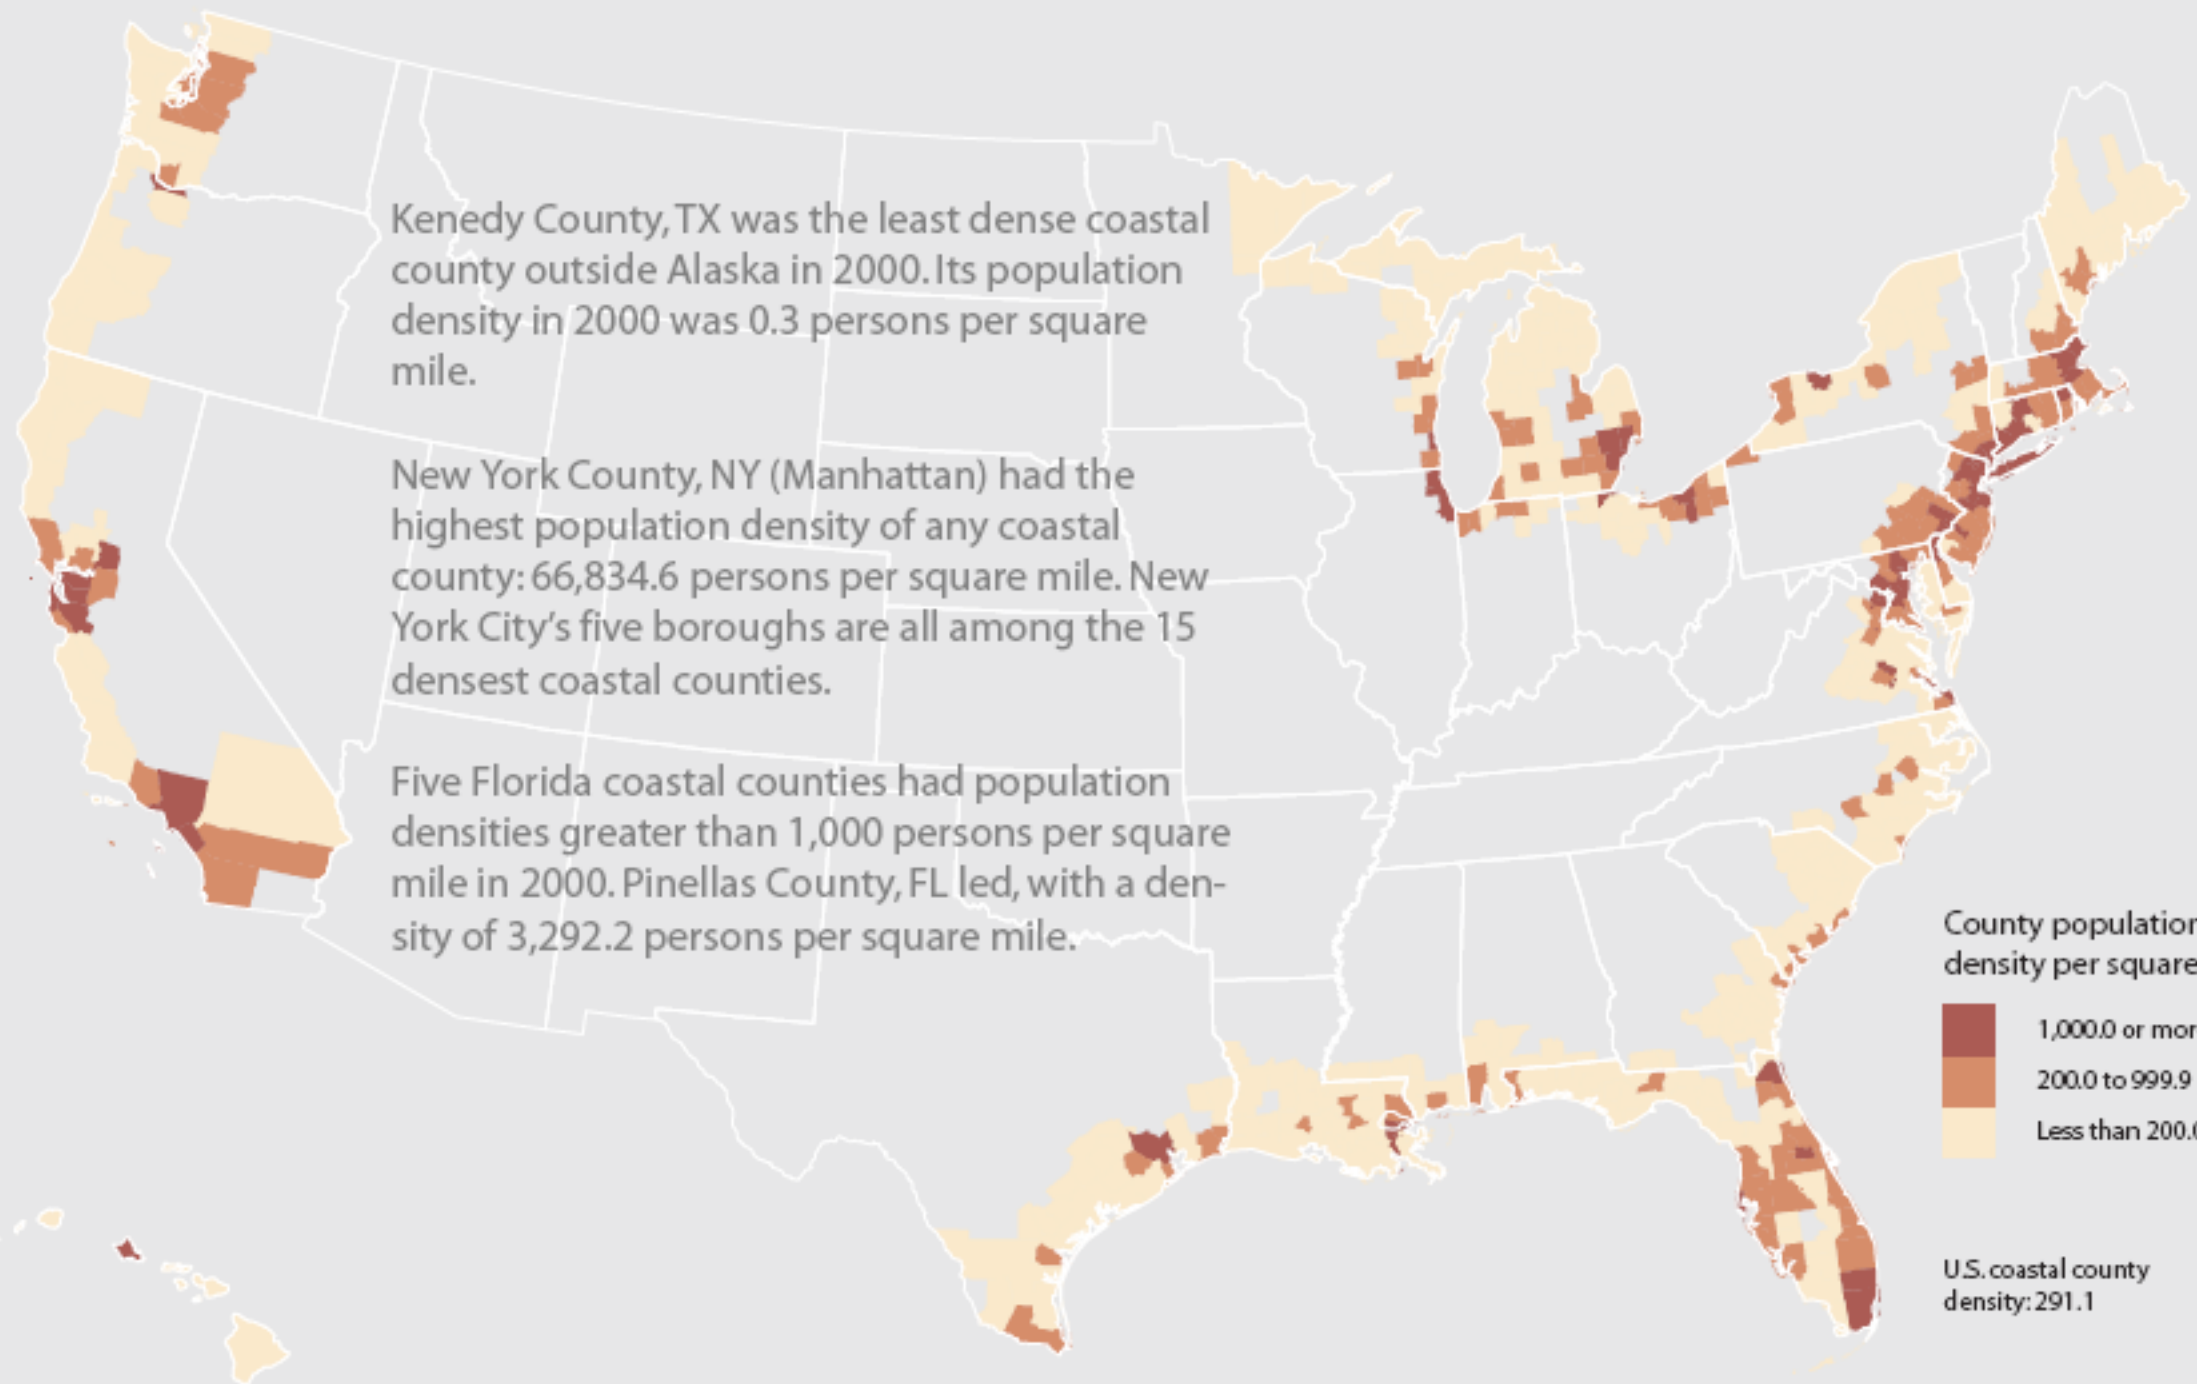 Kenedy County, TX was the least dense coastal
county outside Alaska in 2000. Its population
density in 2000 was 0.3 persons per square
mile.
New York County, NY (Manhattan) had the
highest population density of any coastal
county: 66,834.6 persons per square mile. New
York City's five boroughs are all among the 15
densest coastal counties.
Five Florida coastal counties had population
densities greater than 1,000 persons per square
mile in 2000. Pinellas County, FL led, with a den-
sity of 3,292.2 persons per square mile.
County population
density per square
1,000.0 or mor
200.0 to 999.9
Less than 200.0
U.S. coastal county
density: 291.1